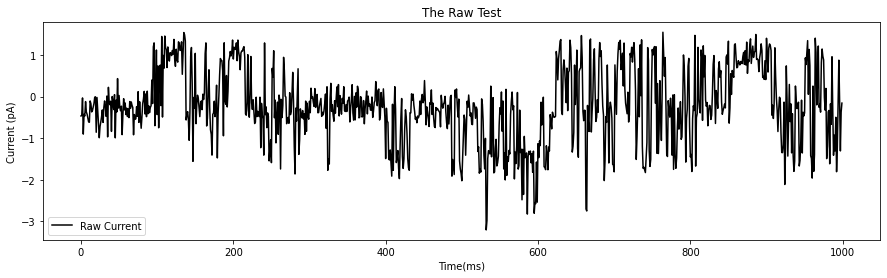 The Raw Test
Current (pA)
1
0
−1
−2
−3
Raw Current
0
200
400
600
800
1000
Time(ms)